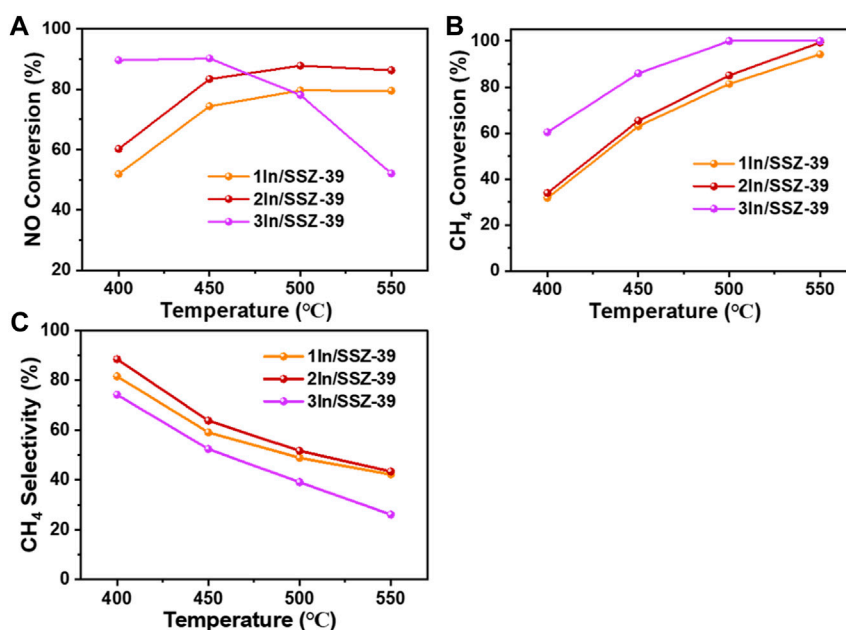 A
NO Conversion (%)
100
80
60
40
20
1In/SSZ-39
2In/SSZ-39
3In/SSZ-39
400
450
500
550
Temperature (°C)
B
CH4 Conversion (%)
100
80
60
40
20
0
1In/SSZ-39
2In/SSZ-39
3In/SSZ-39
400
450
500
550
Temperature (°C)
C
CH4 Selectivity (%)
100
80
60
40
20
0
1In/SSZ-39
2In/SSZ-39
3In/SSZ-39
400
450
500
550
Temperature (°C)